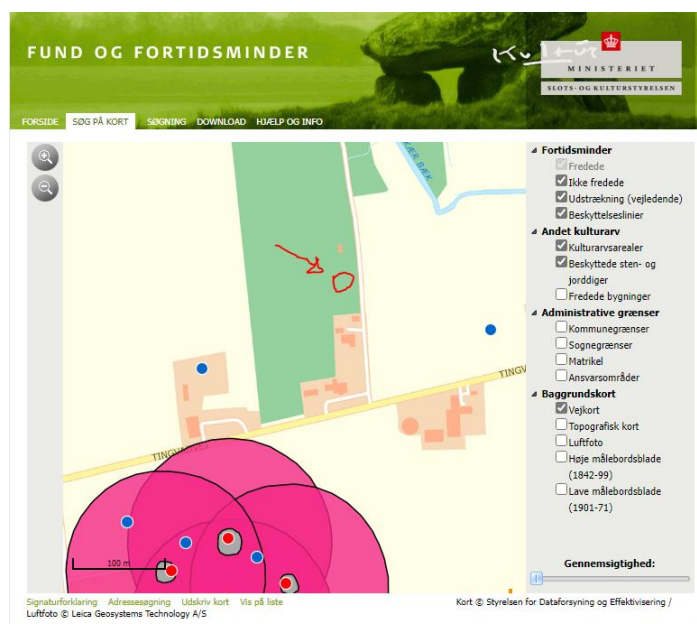 FUND OG FORTIDSMINDER
Kultur
MINISTERIET
SLOTS- OG KULTURSTYRELSEN
FORSIDE SØG PÅ KORT SØGNING DOWNLOAD HJÆLP OG INFO
KÆR BÆK
TINGV
TINGVADVEJ
100 m
Fortidsminder
Fredede
Ikke fredede
Udstrækning (vejledende)
Beskyttelseslinier
Andet kulturarv
Kulturarvsarealer
Beskyttede sten- og
jorddiger
Fredede bygninger
Administrative grænser
Kommunegrænser
Sognegrænser
Matrikel
Ansvarsområder
Baggrundskort
Vejkort
Topografisk kort
Luftfoto
Høje målebordsblade
(1842-99)
Lave målebordsblade
(1901-71)
Gennemsigtighed:
Signaturforklaring Adressesøgning Udskriv kort Vis på liste
Kort © Styrelsen for Dataforsyning og Effektivisering /
Luftfoto © Leica Geosystems Technology A/S